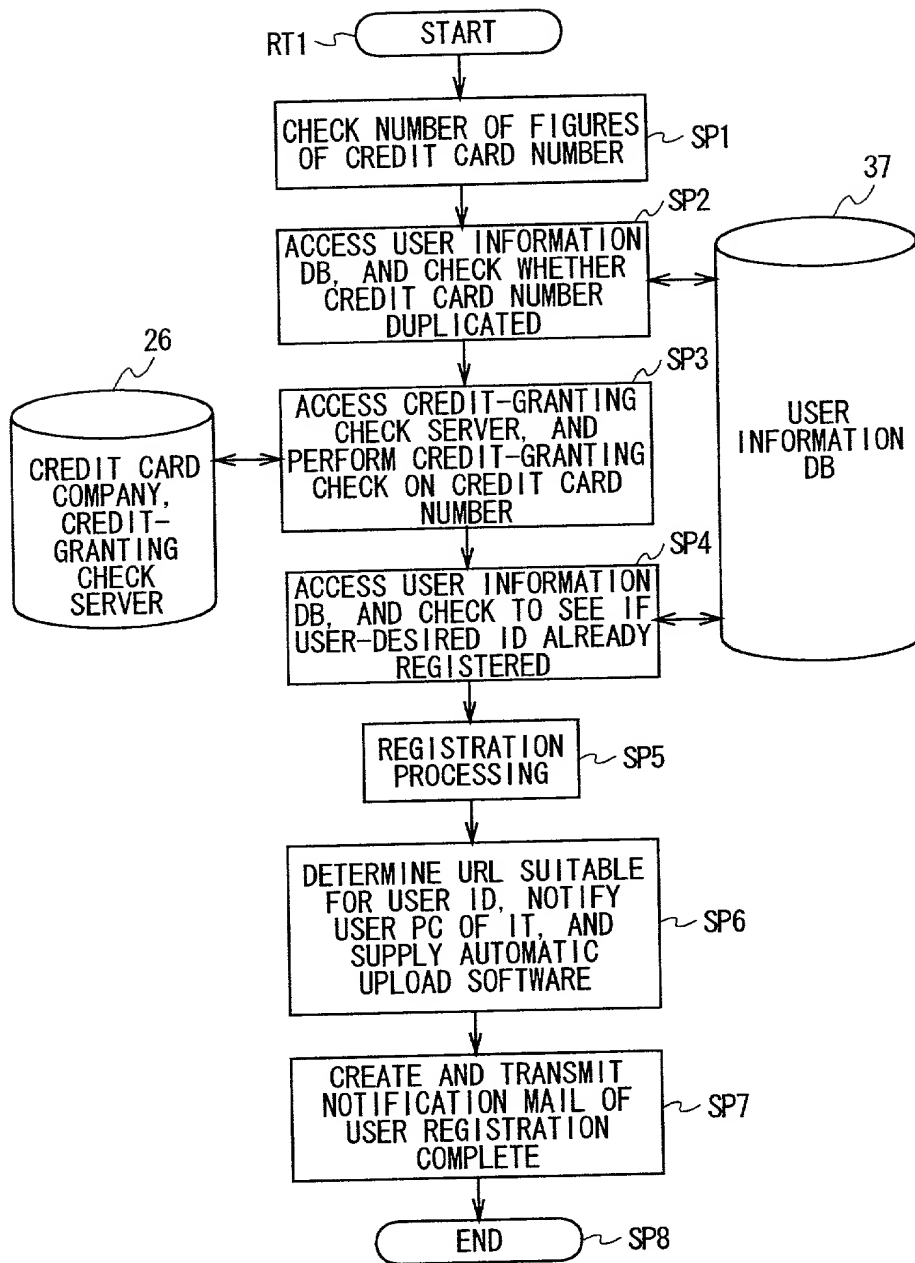 RT1
START
CHECK NUMBER OF FIGURES
OF CREDIT CARD NUMBER
SP1
SP2
37
ACCESS USER INFORMATION
DB, AND CHECK WHETHER
CREDIT CARD NUMBER
DUPLICATED
26
SP3
ACCESS CREDIT-GRANTING
CHECK SERVER, AND
PERFORM CREDIT-GRANTING
CHECK ON CREDIT CARD
NUMBER
USER
INFORMATION
DB
CREDIT CARD
COMPANY,
CREDIT-
GRANTING
CHECK
SERVER
SP4
ACCESS USER INFORMATION
DB, AND CHECK TO SEE IF
USER-DESIRED ID ALREADY
REGISTERED
REGISTRATION
PROCESSING
SP5
DETERMINE URL SUITABLE
FOR USER ID, NOTIFY
USER PC OF IT, AND
SUPPLY AUTOMATIC
UPLOAD SOFTWARE
SP6
CREATE AND TRANSMIT
NOTIFICATION MAIL OF
USER REGISTRATION
COMPLETE
SP7
END
SP8